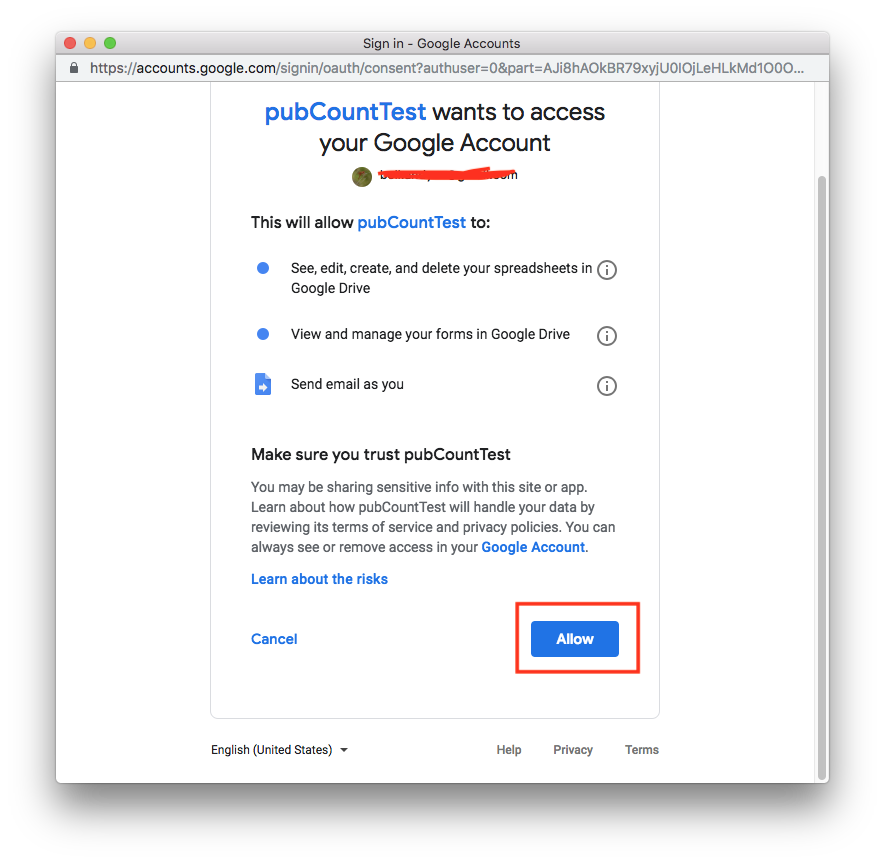 Sign in - Google Accounts
https://accounts.google.com/signin/oauth/consent?authuser=0&part=AJi8hAOkBR79xyjU0IOjLeHLkMd1O0O...
pubCountTest wants to access
your Google Account
This will allow pubCountTest to:
See, edit, create, and delete your spreadsheets in
Google Drive
View and manage your forms in Google Drive
Send email as you
Make sure you trust pubCountTest
You may be sharing sensitive info with this site or app.
Learn about how pubCountTest will handle your data by
reviewing its terms of service and privacy policies. You can
always see or remove access in your Google Account.
Learn about the risks
Cancel Allow
English (United States) Help Privacy Terms